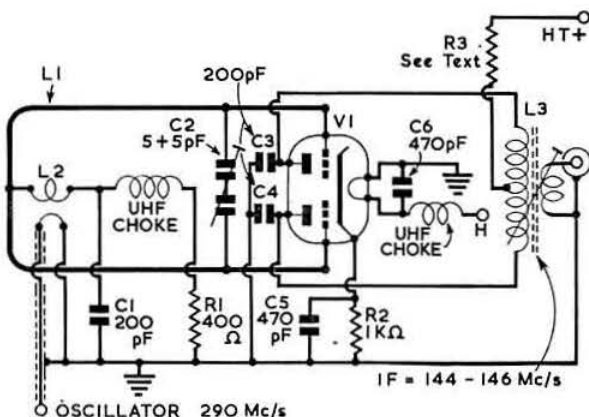 R3
See Text
HT+
L1
200pF
C2
5+5pF
V1
C3
C4
C6
470pF
L3
L2
UHF
CHOKE
H
UHF
CHOKE
C1
200
pF
R1
400
Ω
C5
470
pF
R2
1KΩ
IF = 144 - 146 Mc/s
OSCILLATOR 290 Mc/s